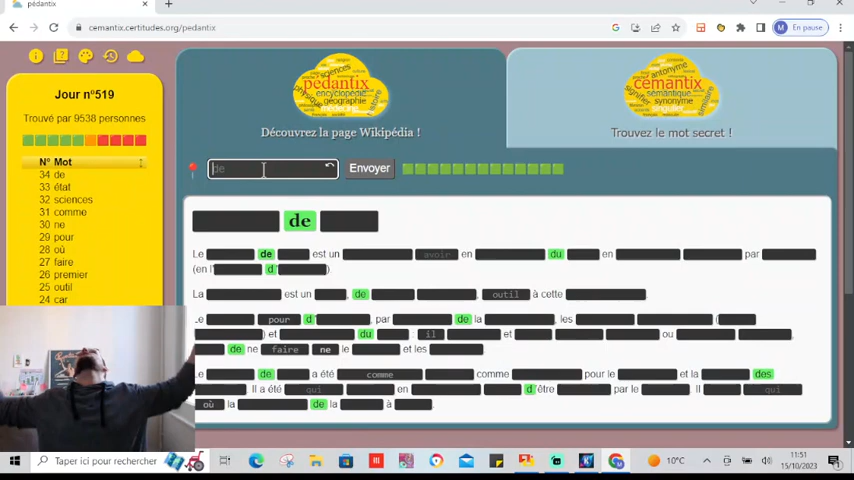 pédantix
cemantix.certitudes.org/pedantix
M En pause
Jour n°519
Trouvé par 9538 personnes
N° Mot
34 de
33 état
32 sciences
31 comme
30 ne
29 pour
28 où
27 faire
26 premier
25 outil
24 car
sciences
pedantix
encyclopédie
géographie
Découvrez la page Wikipédia !
antonyme
cemantix
sémantique
synonyme
singulier
Trouvez le mot secret !
de
Envoyer
de
Le de est un avoir en du en par
(en l' d' ).
La est un , de , outil à cette .
Le pour d' , par de la , les (
) et du : il et ou ,
de ne faire ne le et les .
Le de a été comme comme pour le et la des
. Il a été qui en d'être par le . Il qui
où la de la à .
Taper ici pour rechercher
10°C
11:51
15/10/2023